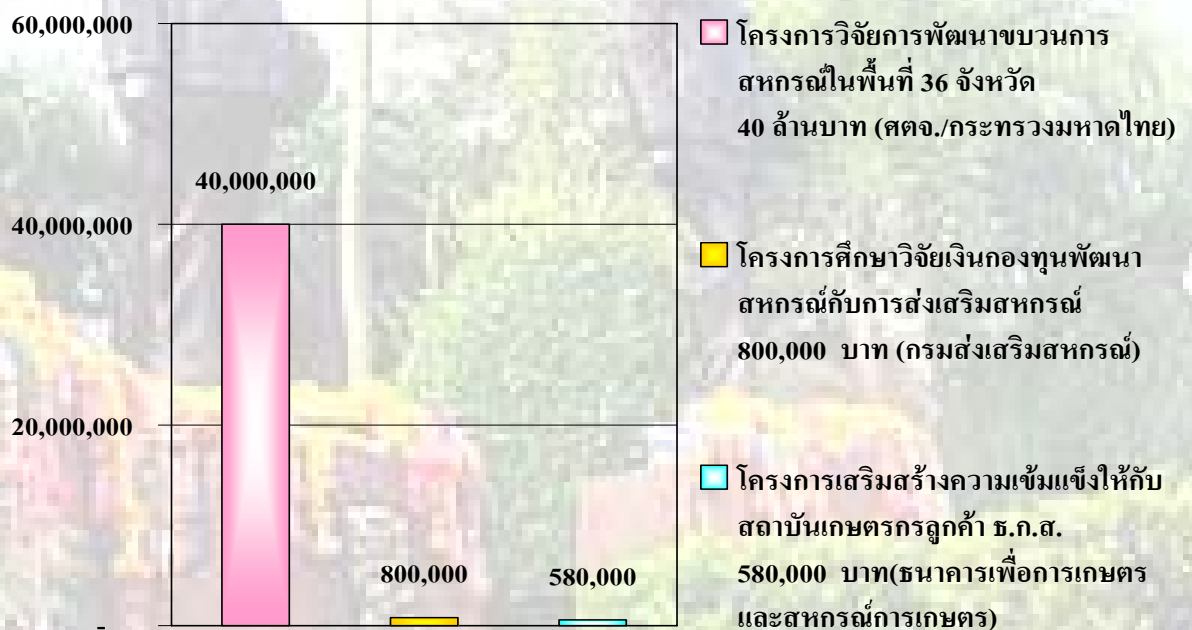 60,000,000
40,000,000
20,000,000
40,000,000
800,000
580,000
โครงการวิจัยการพัฒนาขบวนการ
สหกรณ์ในพื้นที่ 36 จังหวัด
40 ล้านบาท (ศตจ./กระทรวงมหาดไทย)
โครงการศึกษาวิจัยเงินกองทุนพัฒนา
สหกรณ์กับการส่งเสริมสหกรณ์
800,000 บาท (กรมส่งเสริมสหกรณ์)
โครงการเสริมสร้างความเข้มแข็งให้กับ
สถาบันเกษตรกรลูกค้า ธ.ก.ส.
580,000 บาท(ธนาคารเพื่อการเกษตร
และสหกรณ์การเกษตร)